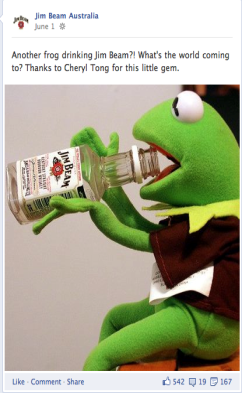 Jim Beam Australia
June 1
Another frog drinking Jim Beam?! What's the world coming
to? Thanks to Cheryl Tong for this little gem.
JIM BEAM
Like · Comment · Share
542 19 167